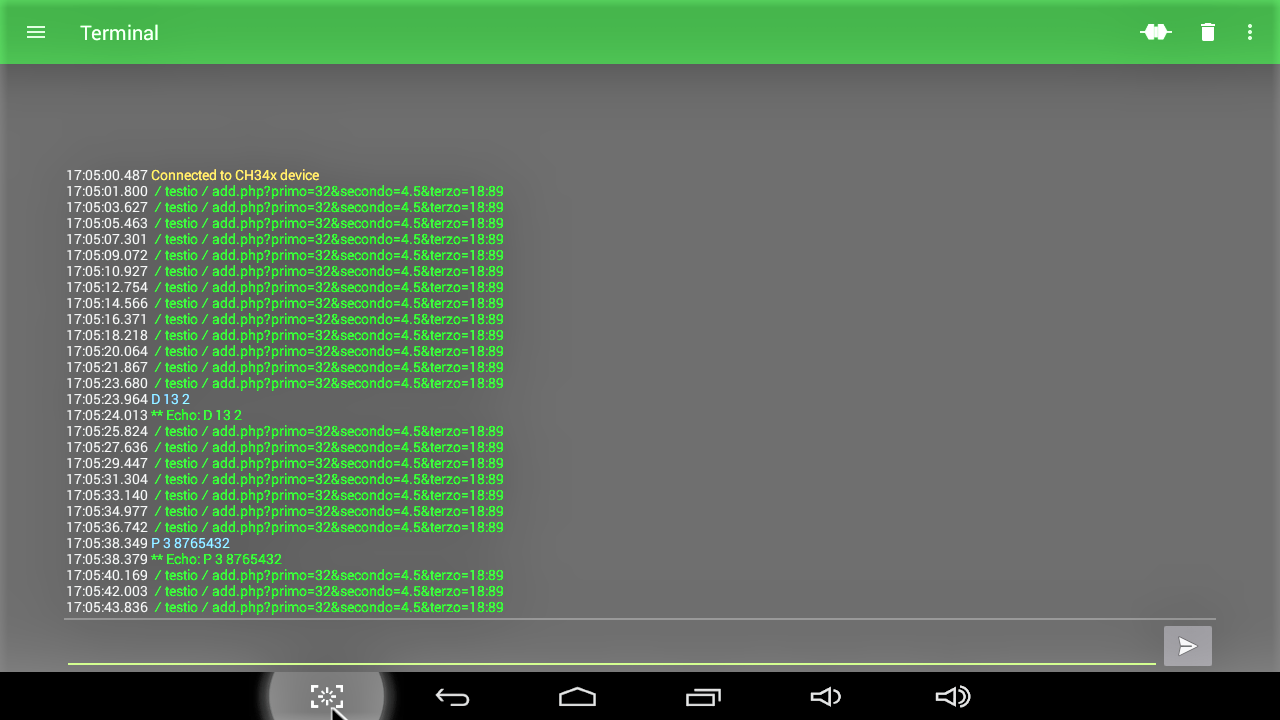 Terminal
17:05:00.487 Connected to CH34x device
17:05:01.800 / testio / add.php?primo=32&secondo=4.5&terzo=18:89
17:05:03.627 / testio / add.php?primo=32&secondo=4.5&terzo=18:89
17:05:05.463 / testio / add.php?primo=32&secondo=4.5&terzo=18:89
17:05:07.301 / testio / add.php?primo=32&secondo=4.5&terzo=18:89
17:05:09.072 / testio / add.php?primo=32&secondo=4.5&terzo=18:89
17:05:10.927 / testio / add.php?primo=32&secondo=4.5&terzo=18:89
17:05:12.754 / testio / add.php?primo=32&secondo=4.5&terzo=18:89
17:05:14.566 / testio / add.php?primo=32&secondo=4.5&terzo=18:89
17:05:16.371 / testio / add.php?primo=32&secondo=4.5&terzo=18:89
17:05:18.218 / testio / add.php?primo=32&secondo=4.5&terzo=18:89
17:05:20.064 / testio / add.php?primo=32&secondo=4.5&terzo=18:89
17:05:21.867 / testio / add.php?primo=32&secondo=4.5&terzo=18:89
17:05:23.680 / testio / add.php?primo=32&secondo=4.5&terzo=18:89
17:05:23.964 D 13 2
17:05:24.013 ** Echo: D 13 2
17:05:25.824 / testio / add.php?primo=32&secondo=4.5&terzo=18:89
17:05:27.636 / testio / add.php?primo=32&secondo=4.5&terzo=18:89
17:05:29.447 / testio / add.php?primo=32&secondo=4.5&terzo=18:89
17:05:31.304 / testio / add.php?primo=32&secondo=4.5&terzo=18:89
17:05:33.140 / testio / add.php?primo=32&secondo=4.5&terzo=18:89
17:05:34.977 / testio / add.php?primo=32&secondo=4.5&terzo=18:89
17:05:36.742 / testio / add.php?primo=32&secondo=4.5&terzo=18:89
17:05:38.349 P 3 8765432
17:05:38.379 ** Echo: P 3 8765432
17:05:40.169 / testio / add.php?primo=32&secondo=4.5&terzo=18:89
17:05:42.003 / testio / add.php?primo=32&secondo=4.5&terzo=18:89
17:05:43.836 / testio / add.php?primo=32&secondo=4.5&terzo=18:89